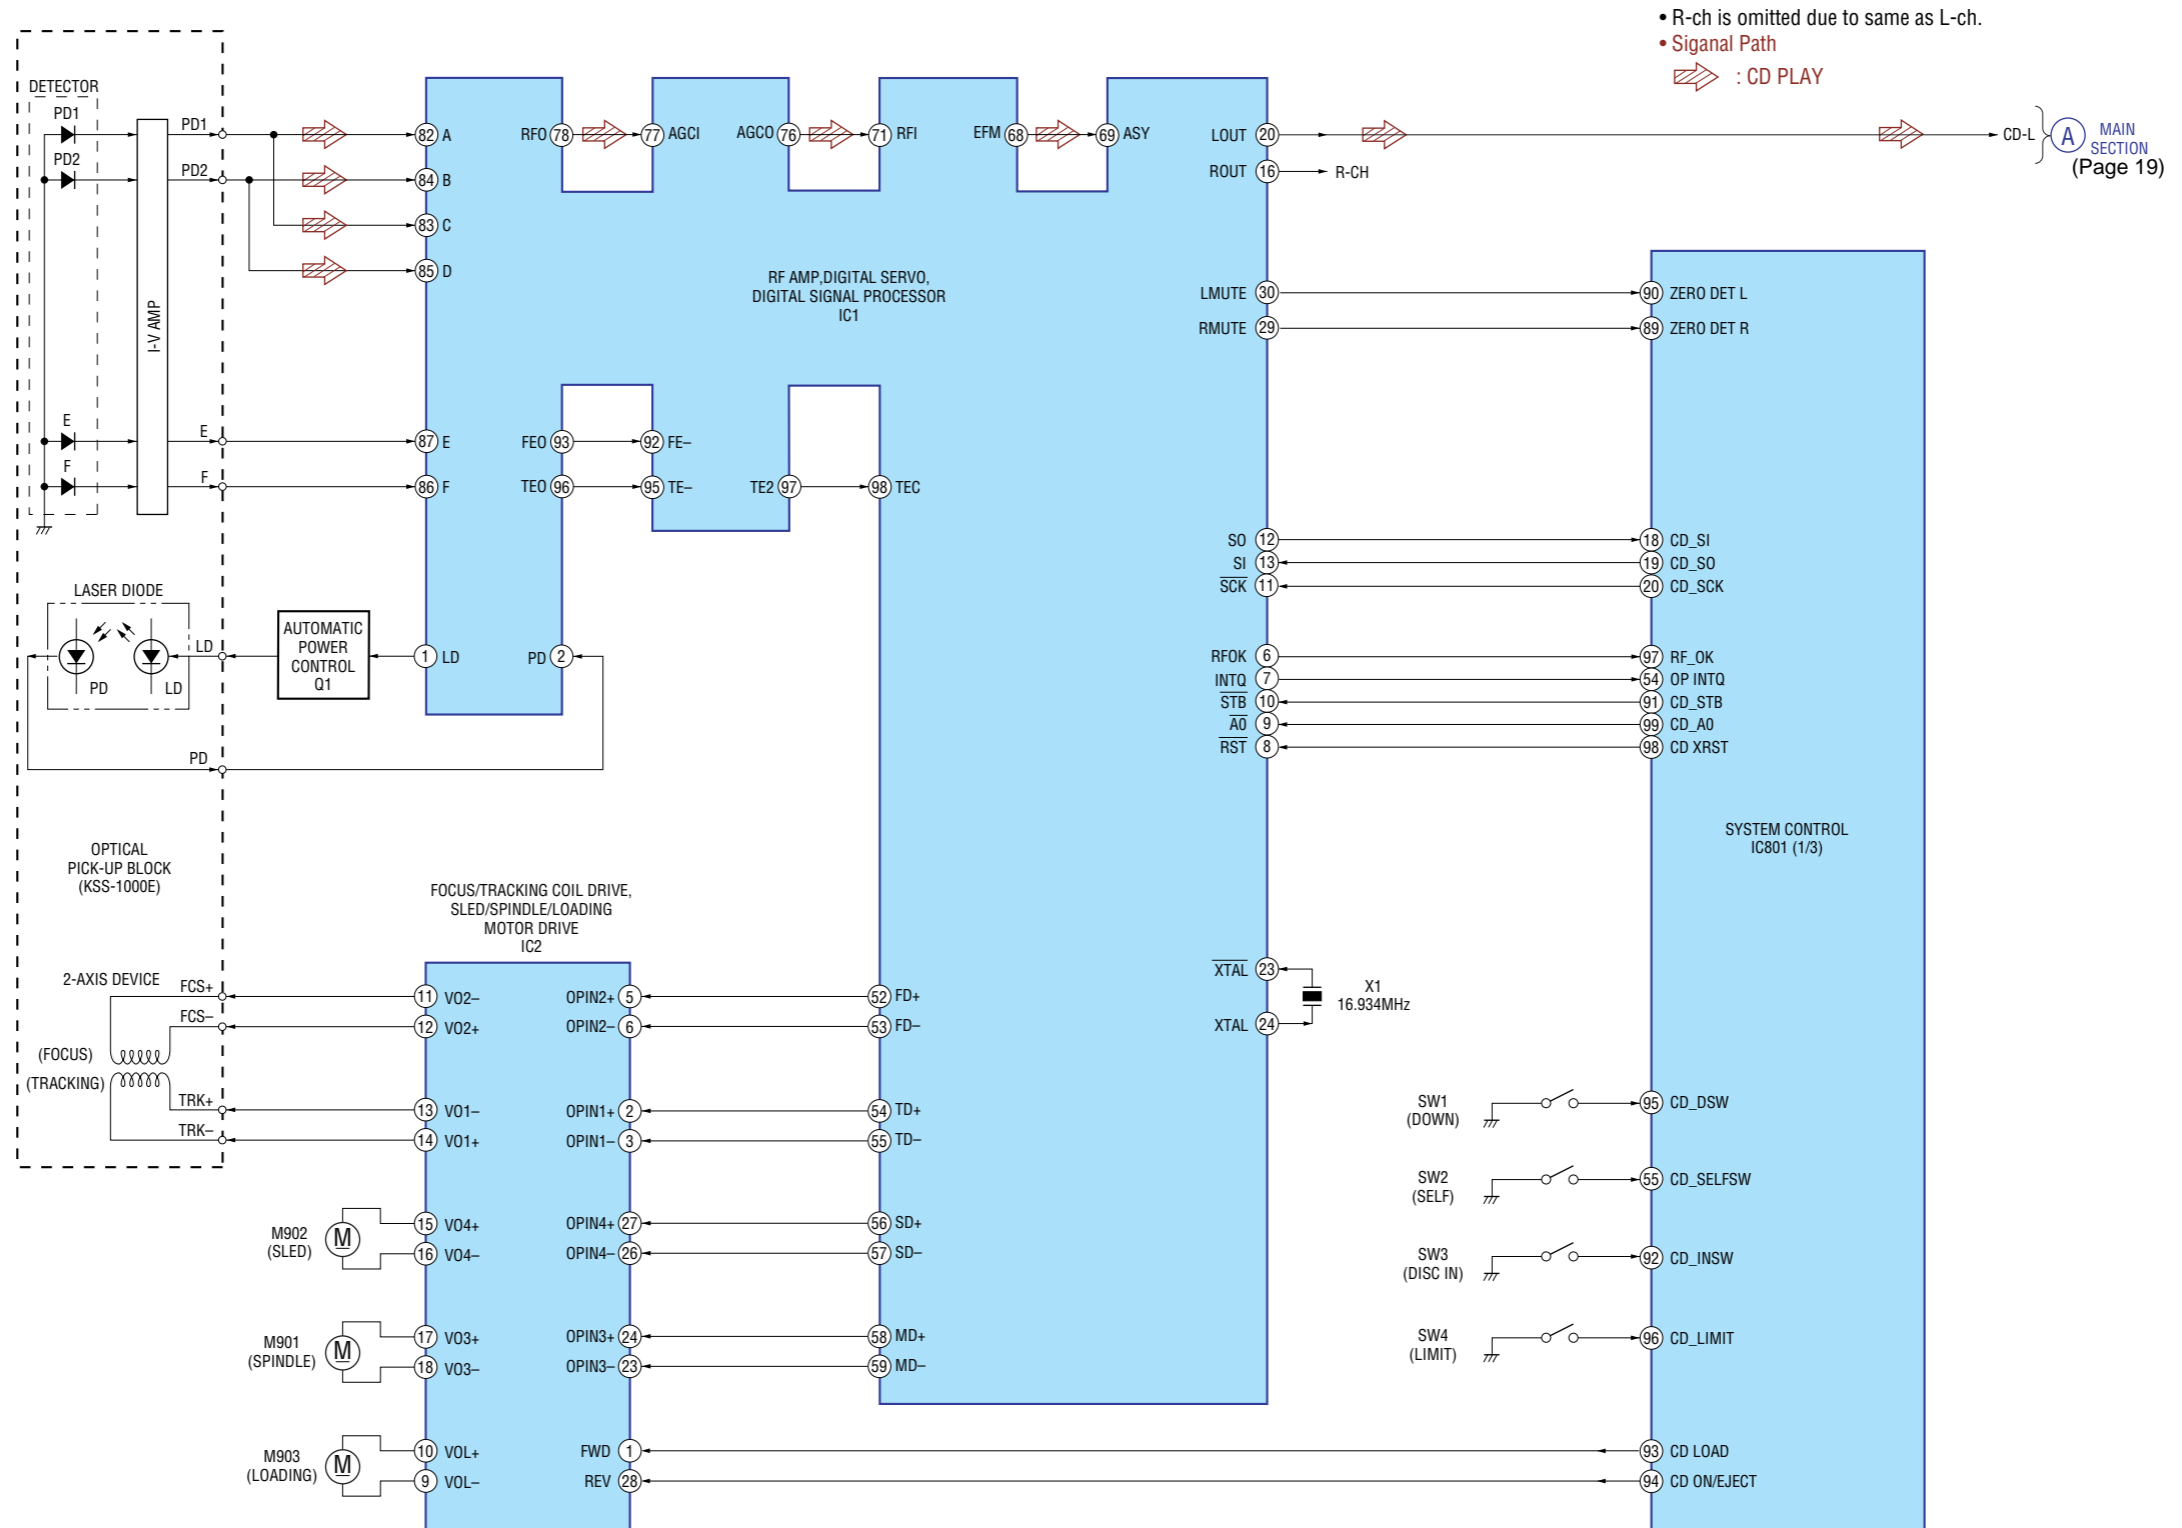 • R-ch is omitted due to same as L-ch.
• Siganal Path
: CD PLAY
DETECTOR
PD1
PD2
E
F
I-V AMP
PD1
PD2
E
F
82 A
84 B
83 C
85 D
87 E
86 F
RFO 78
77 AGCI
AGCO 76
71 RFI
EFM 68
69 ASY
LOUT 20
ROUT 16
R-CH
CD-L
A
MAIN
SECTION
(Page 19)
RF AMP,DIGITAL SERVO,
DIGITAL SIGNAL PROCESSOR
IC1
LMUTE 30
RMUTE 29
90 ZERO DET L
89 ZERO DET R
FEO 93
92 FE–
TEO 96
95 TE–
TE2 97
98 TEC
SO 12
SI 13
SCK 11
18 CD_SI
19 CD_SO
20 CD_SCK
LASER DIODE
PD
LD
LD
AUTOMATIC
POWER
CONTROL
Q1
1 LD
PD 2
PD
RFOK 6
INTQ 7
STB 10
A0 9
RST 8
97 RF_OK
54 OP INTQ
91 CD_STB
99 CD_A0
98 CD XRST
OPTICAL
PICK-UP BLOCK
(KSS-1000E)
SYSTEM CONTROL
IC801 (1/3)
FOCUS/TRACKING COIL DRIVE,
SLED/SPINDLE/LOADING
MOTOR DRIVE
IC2
2-AXIS DEVICE
FCS+
FCS–
(FOCUS)
(TRACKING)
TRK+
TRK–
11 VO2–
12 VO2+
13 VO1–
14 VO1+
OPIN2+ 5
OPIN2– 6
OPIN1+ 2
OPIN1– 3
52 FD+
53 FD–
54 TD+
55 TD–
XTAL 23
XTAL 24
X1
16.934MHz
SW1
(DOWN)
95 CD_DSW
SW2
(SELF)
55 CD_SELFSW
SW3
(DISC IN)
92 CD_INSW
SW4
(LIMIT)
96 CD_LIMIT
M902
(SLED)
M
15 VO4+
16 VO4–
OPIN4+ 27
OPIN4– 26
56 SD+
57 SD–
M901
(SPINDLE)
M
17 VO3+
18 VO3–
OPIN3+ 24
OPIN3– 23
58 MD+
59 MD–
M903
(LOADING)
M
10 VOL+
9 VOL–
FWD 1
REV 28
93 CD LOAD
94 CD ON/EJECT